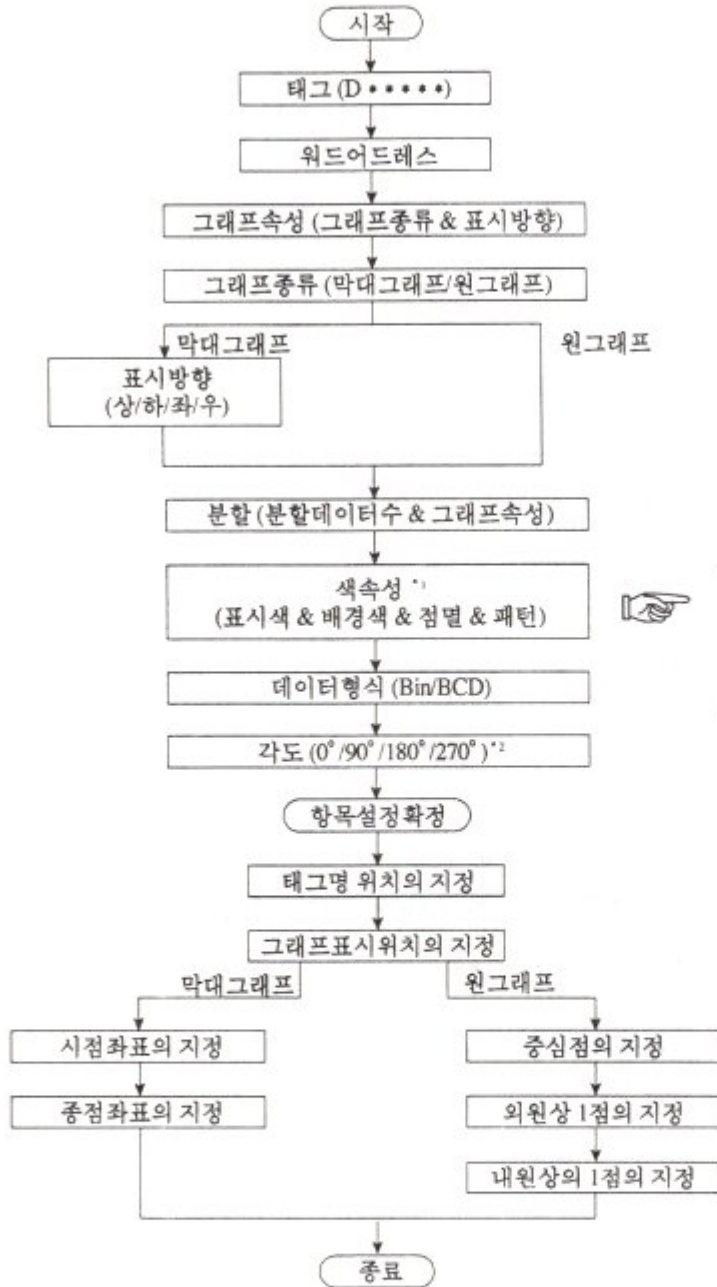 시작
태그 (D * * * * *)
워드어드레스
그래프속성 (그래프종류 & 표시방향)
그래프종류 (막대그래프/원그래프)
막대그래프
원그래프
표시방향
(상/하/좌/우)
분할 (분할데이터수 & 그래프속성)
색속성 *1
(표시색 & 배경색 & 점멸 & 패턴)
데이터형식 (Bin/BCD)
각도 (0°/90°/180°/270°) *2
항목설정확정
태그명 위치의 지정
그래프표시위치의 지정
막대그래프
원그래프
시점좌표의 지정
중심점의 지정
종점좌표의 지정
외원상 1점의 지정
내원상의 1점의 지정
종료